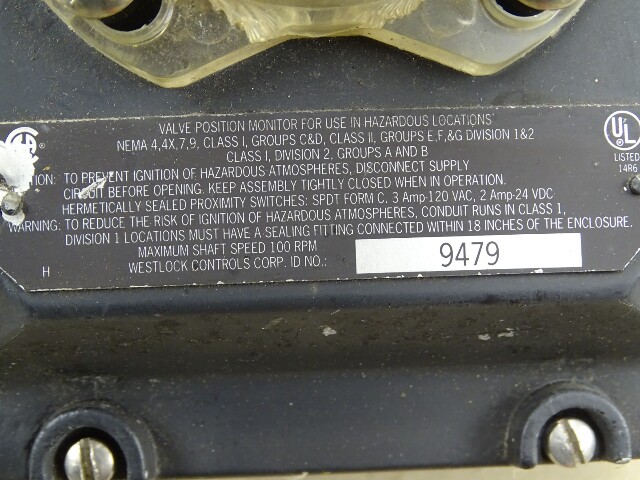 VALVE POSITION MONITOR FOR USE IN HAZARDOUS LOCATIONS
NEMA 4,4X,7,9, CLASS I, GROUPS C&D, CLASS II, GROUPS E,F,&G DIVISION 1&2
CLASS I, DIVISION 2, GROUPS A AND B
TO PREVENT IGNITION OF HAZARDOUS ATMOSPHERES, DISCONNECT SUPPLY
CIRCUIT BEFORE OPENING. KEEP ASSEMBLY TIGHTLY CLOSED WHEN IN OPERATION.
HERMETICALLY SEALED PROXIMITY SWITCHES: SPDT FORM C, 3 Amp-120 VAC, 2 Amp-24 VDC
WARNING: TO REDUCE THE RISK OF IGNITION OF HAZARDOUS ATMOSPHERES, CONDUIT RUNS IN CLASS 1,
DIVISION 1 LOCATIONS MUST HAVE A SEALING FITTING CONNECTED WITHIN 18 INCHES OF THE ENCLOSURE.
MAXIMUM SHAFT SPEED 100 RPM
H WESTLOCK CONTROLS CORP. ID NO.: 9479
UL
LISTED
14R6